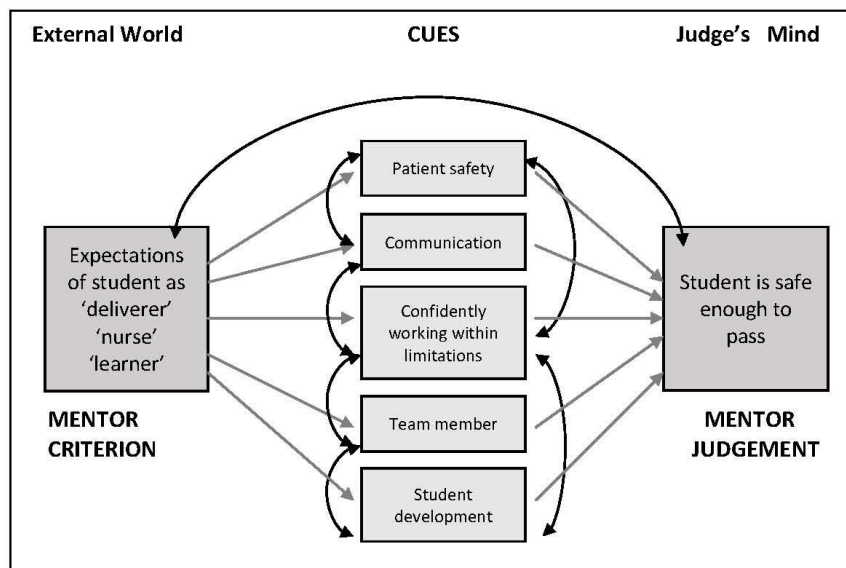 External World
CUES
Judge's Mind
Patient safety
Communication
Confidently
working within
limitations
Team member
Student
development
Expectations
of student as
‘deliverer’
‘nurse’
‘learner’
MENTOR
CRITERION
Student is safe
enough to
pass
MENTOR
JUDGEMENT